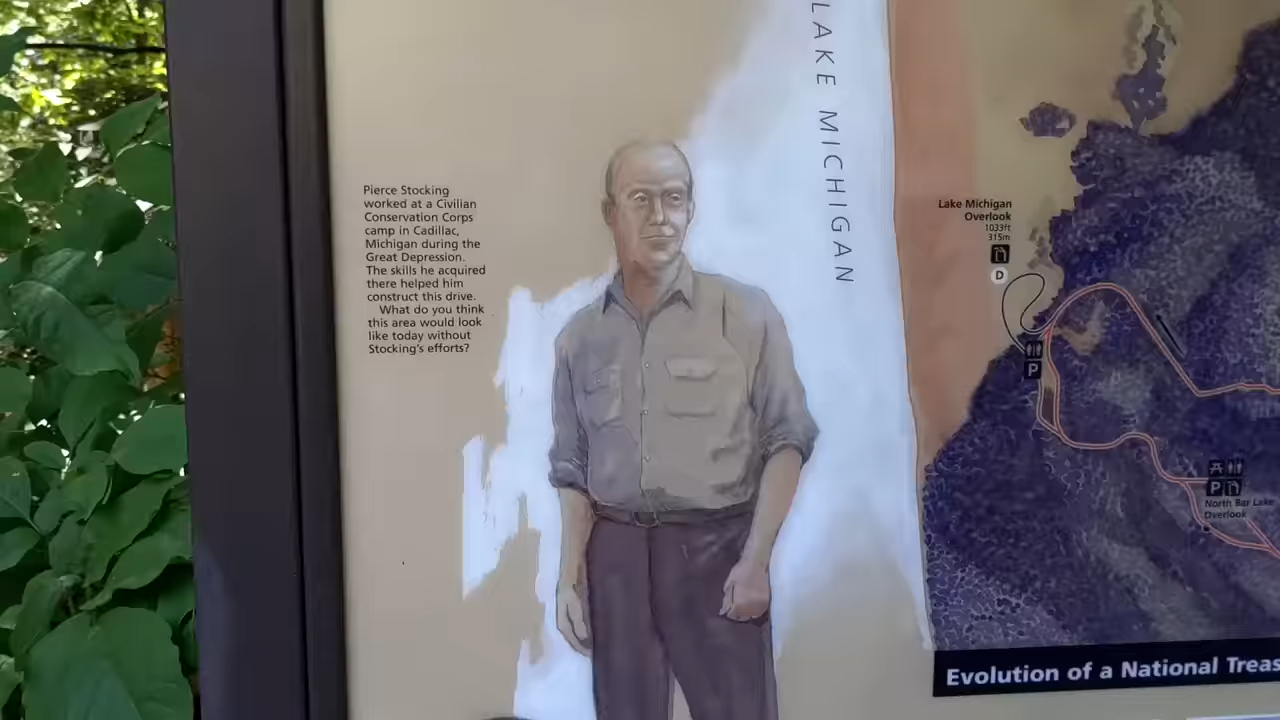 LAKE MICHIGAN
Pierce Stocking
worked at a Civilian
Conservation Corps
camp in Cadillac,
Michigan during the
Great Depression.
The skills he acquired
there helped him
construct this drive.
What do you think
this area would look
like today without
Stocking's efforts?
Lake Michigan
Overlook
1033ft
315m
D
P
P
North Bar Lake
Overlook
Evolution of a National Treas